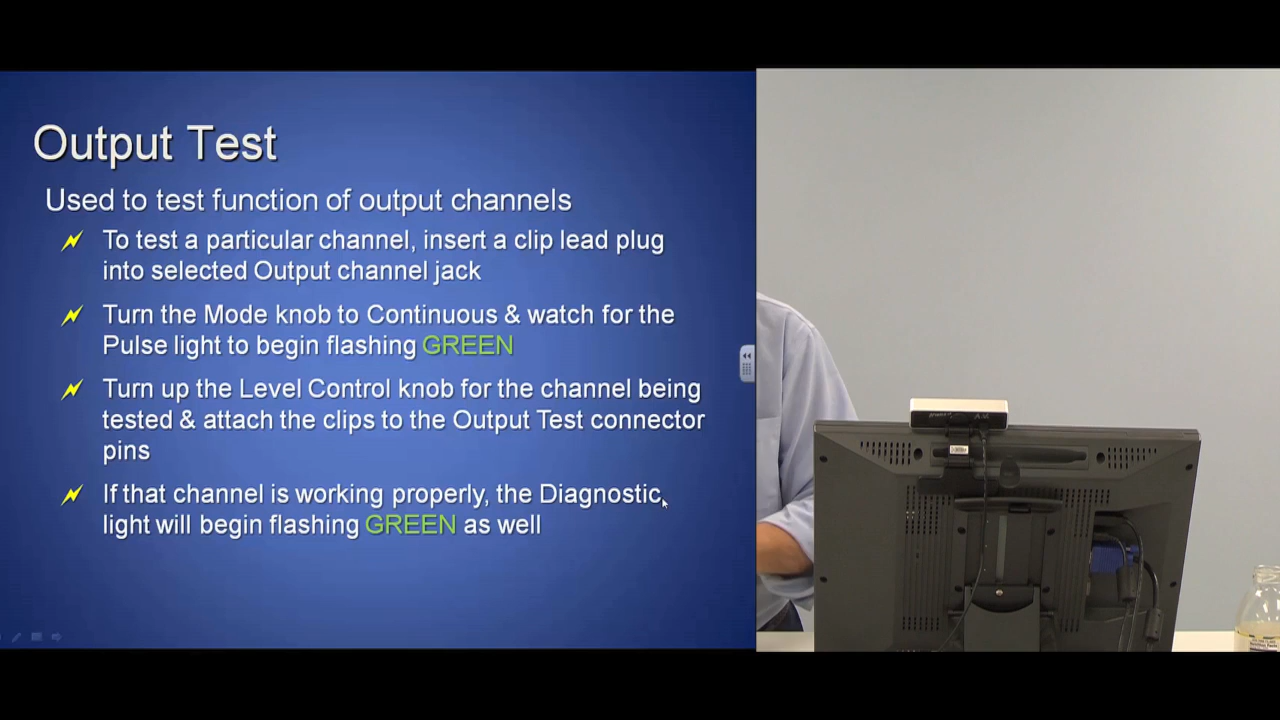 Output Test
Used to test function of output channels
To test a particular channel, insert a clip lead plug
into selected Output channel jack
Turn the Mode knob to Continuous & watch for the
Pulse light to begin flashing GREEN
Turn up the Level Control knob for the channel being
tested & attach the clips to the Output Test connector
pins
If that channel is working properly, the Diagnostic
light will begin flashing GREEN as well